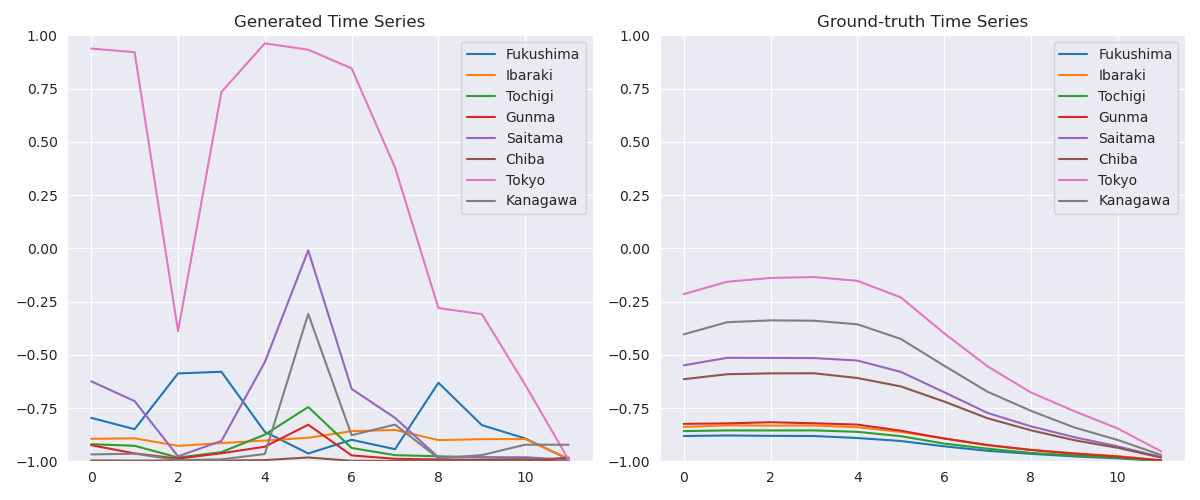 Generated Time Series
1.00
0.75
0.50
0.25
0.00
−0.25
−0.50
−0.75
−1.00
0 2 4 6 8 10
Fukushima
Ibaraki
Tochigi
Gunma
Saitama
Chiba
Tokyo
Kanagawa
Ground-truth Time Series
1.00
0.75
0.50
0.25
0.00
−0.25
−0.50
−0.75
−1.00
0 2 4 6 8 10
Fukushima
Ibaraki
Tochigi
Gunma
Saitama
Chiba
Tokyo
Kanagawa